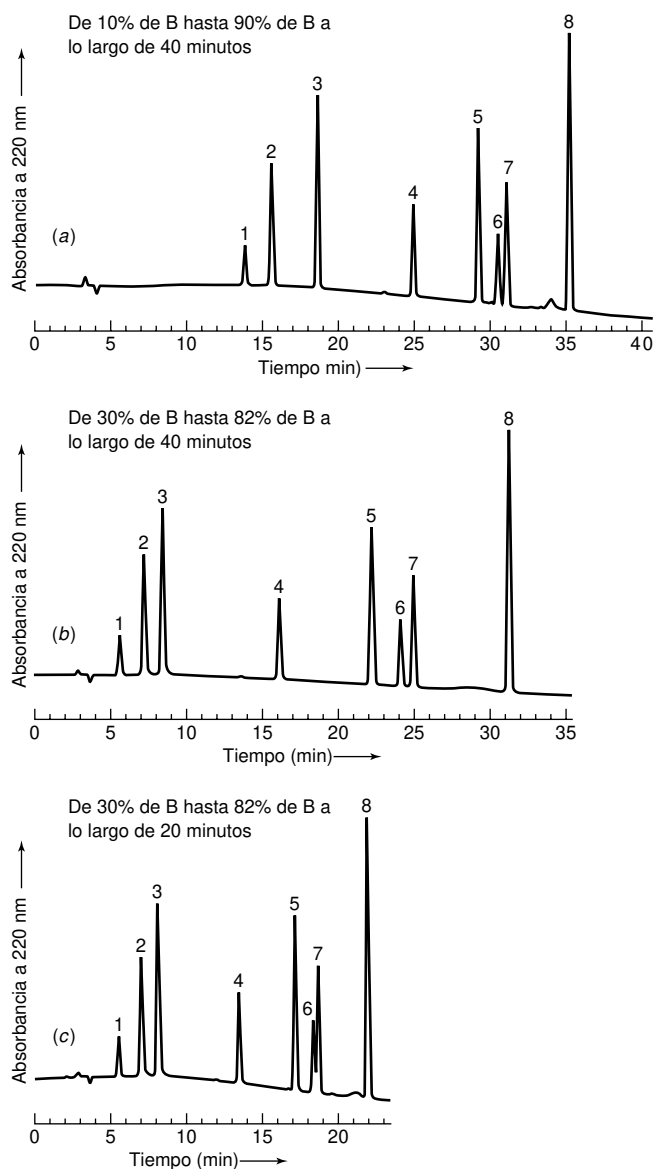 De 10% de B hasta 90% de B a
lo largo de 40 minutos
Absorbancia a 220 nm
(a)
1
2
3
4
5
6
7
8
0 5 10 15 20 25 30 35 40
Tiempo min)
De 30% de B hasta 82% de B a
lo largo de 40 minutos
Absorbancia a 220 nm
(b)
1
2
3
4
5
6
7
8
0 5 10 15 20 25 30 35
Tiempo (min)
De 30% de B hasta 82% de B a
lo largo de 20 minutos
Absorbancia a 220 nm
(c)
1
2
3
4
5
6
7
8
0 5 10 15 20
Tiempo (min)